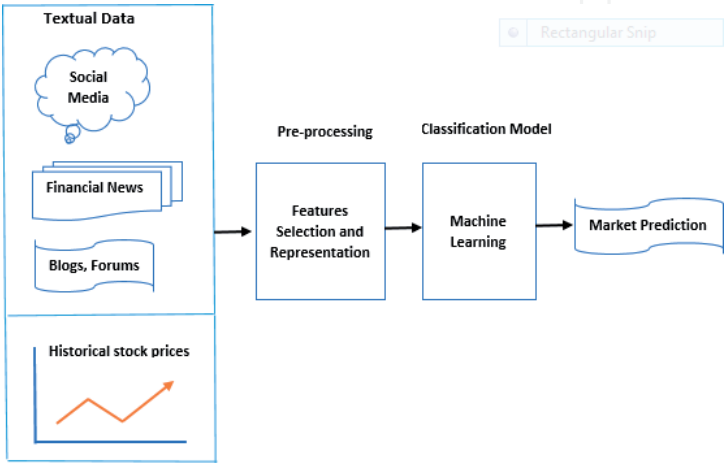 Textual Data
Rectangular Snip
Social
Media
Pre-processing
Classification Model
Financial News
Features
Selection and
Representation
Machine
Learning
Market Prediction
Blogs, Forums
Historical stock prices